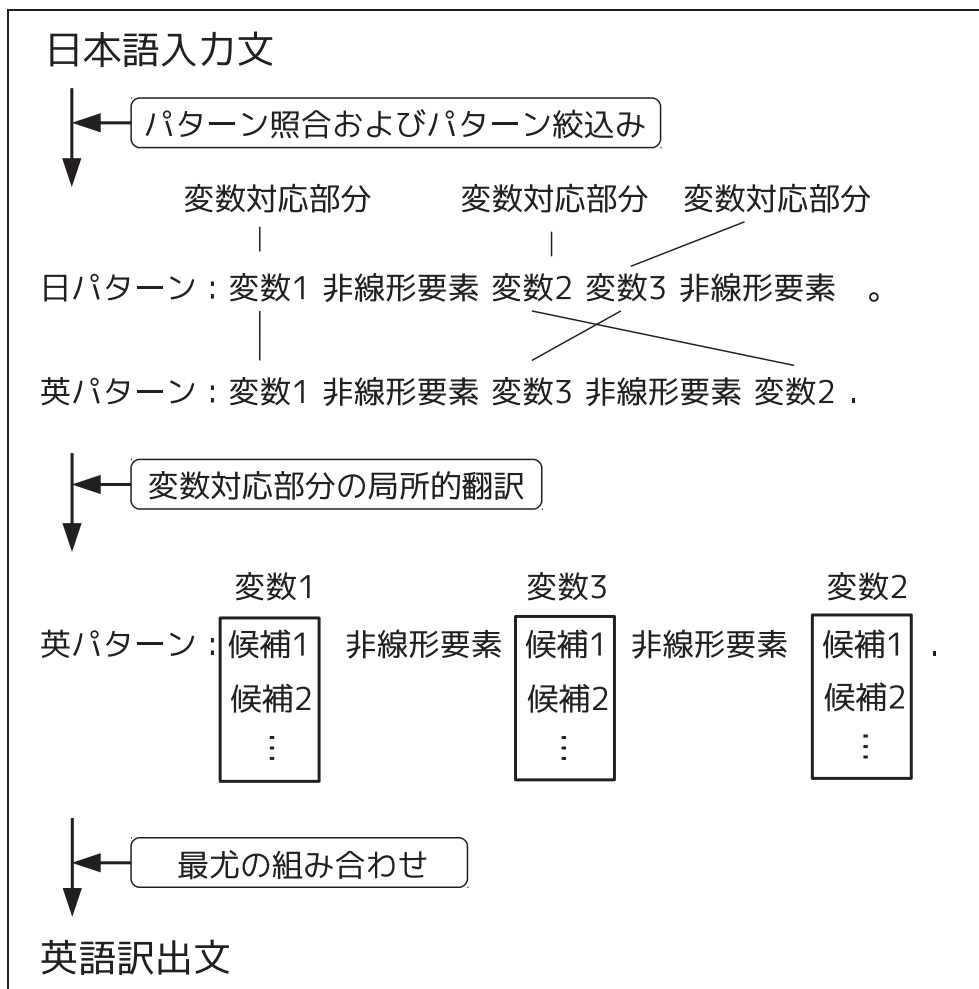 日本語入力文
パターン照合およびパターン絞込み
変数対応部分 変数対応部分 変数対応部分
日パターン：変数1 非線形要素 変数2 変数3 非線形要素 。
英パターン：変数1 非線形要素 変数3 非線形要素 変数2 .
変数対応部分の局所的翻訳
変数1 変数3 変数2
英パターン：候補1 非線形要素 候補1 非線形要素 候補1 .
候補2 候補2 候補2
⋮ ⋮ ⋮
最尤の組み合わせ
英語訳出文